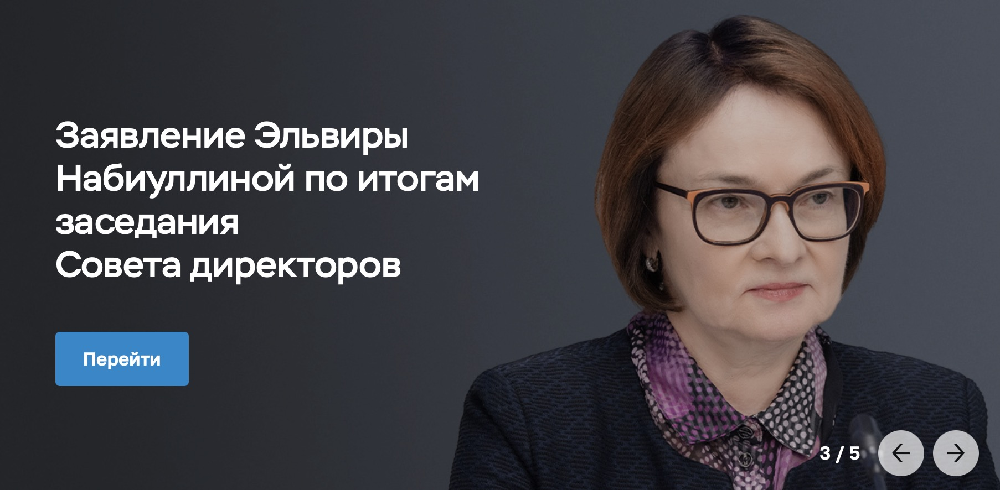 Заявление Эльвиры
Набиуллиной по итогам
заседания
Совета директоров
Перейти
3 / 5